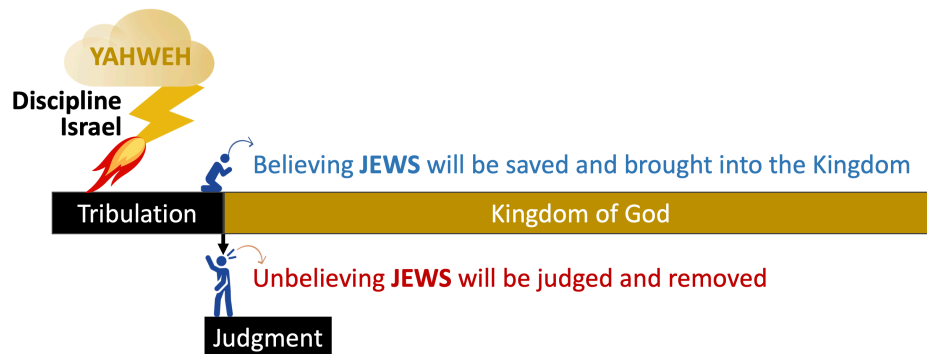 YAHWEH
Discipline
Israel
Believing JEWS will be saved and brought into the Kingdom
Tribulation
Kingdom of God
Unbelieving JEWS will be judged and removed
Judgment